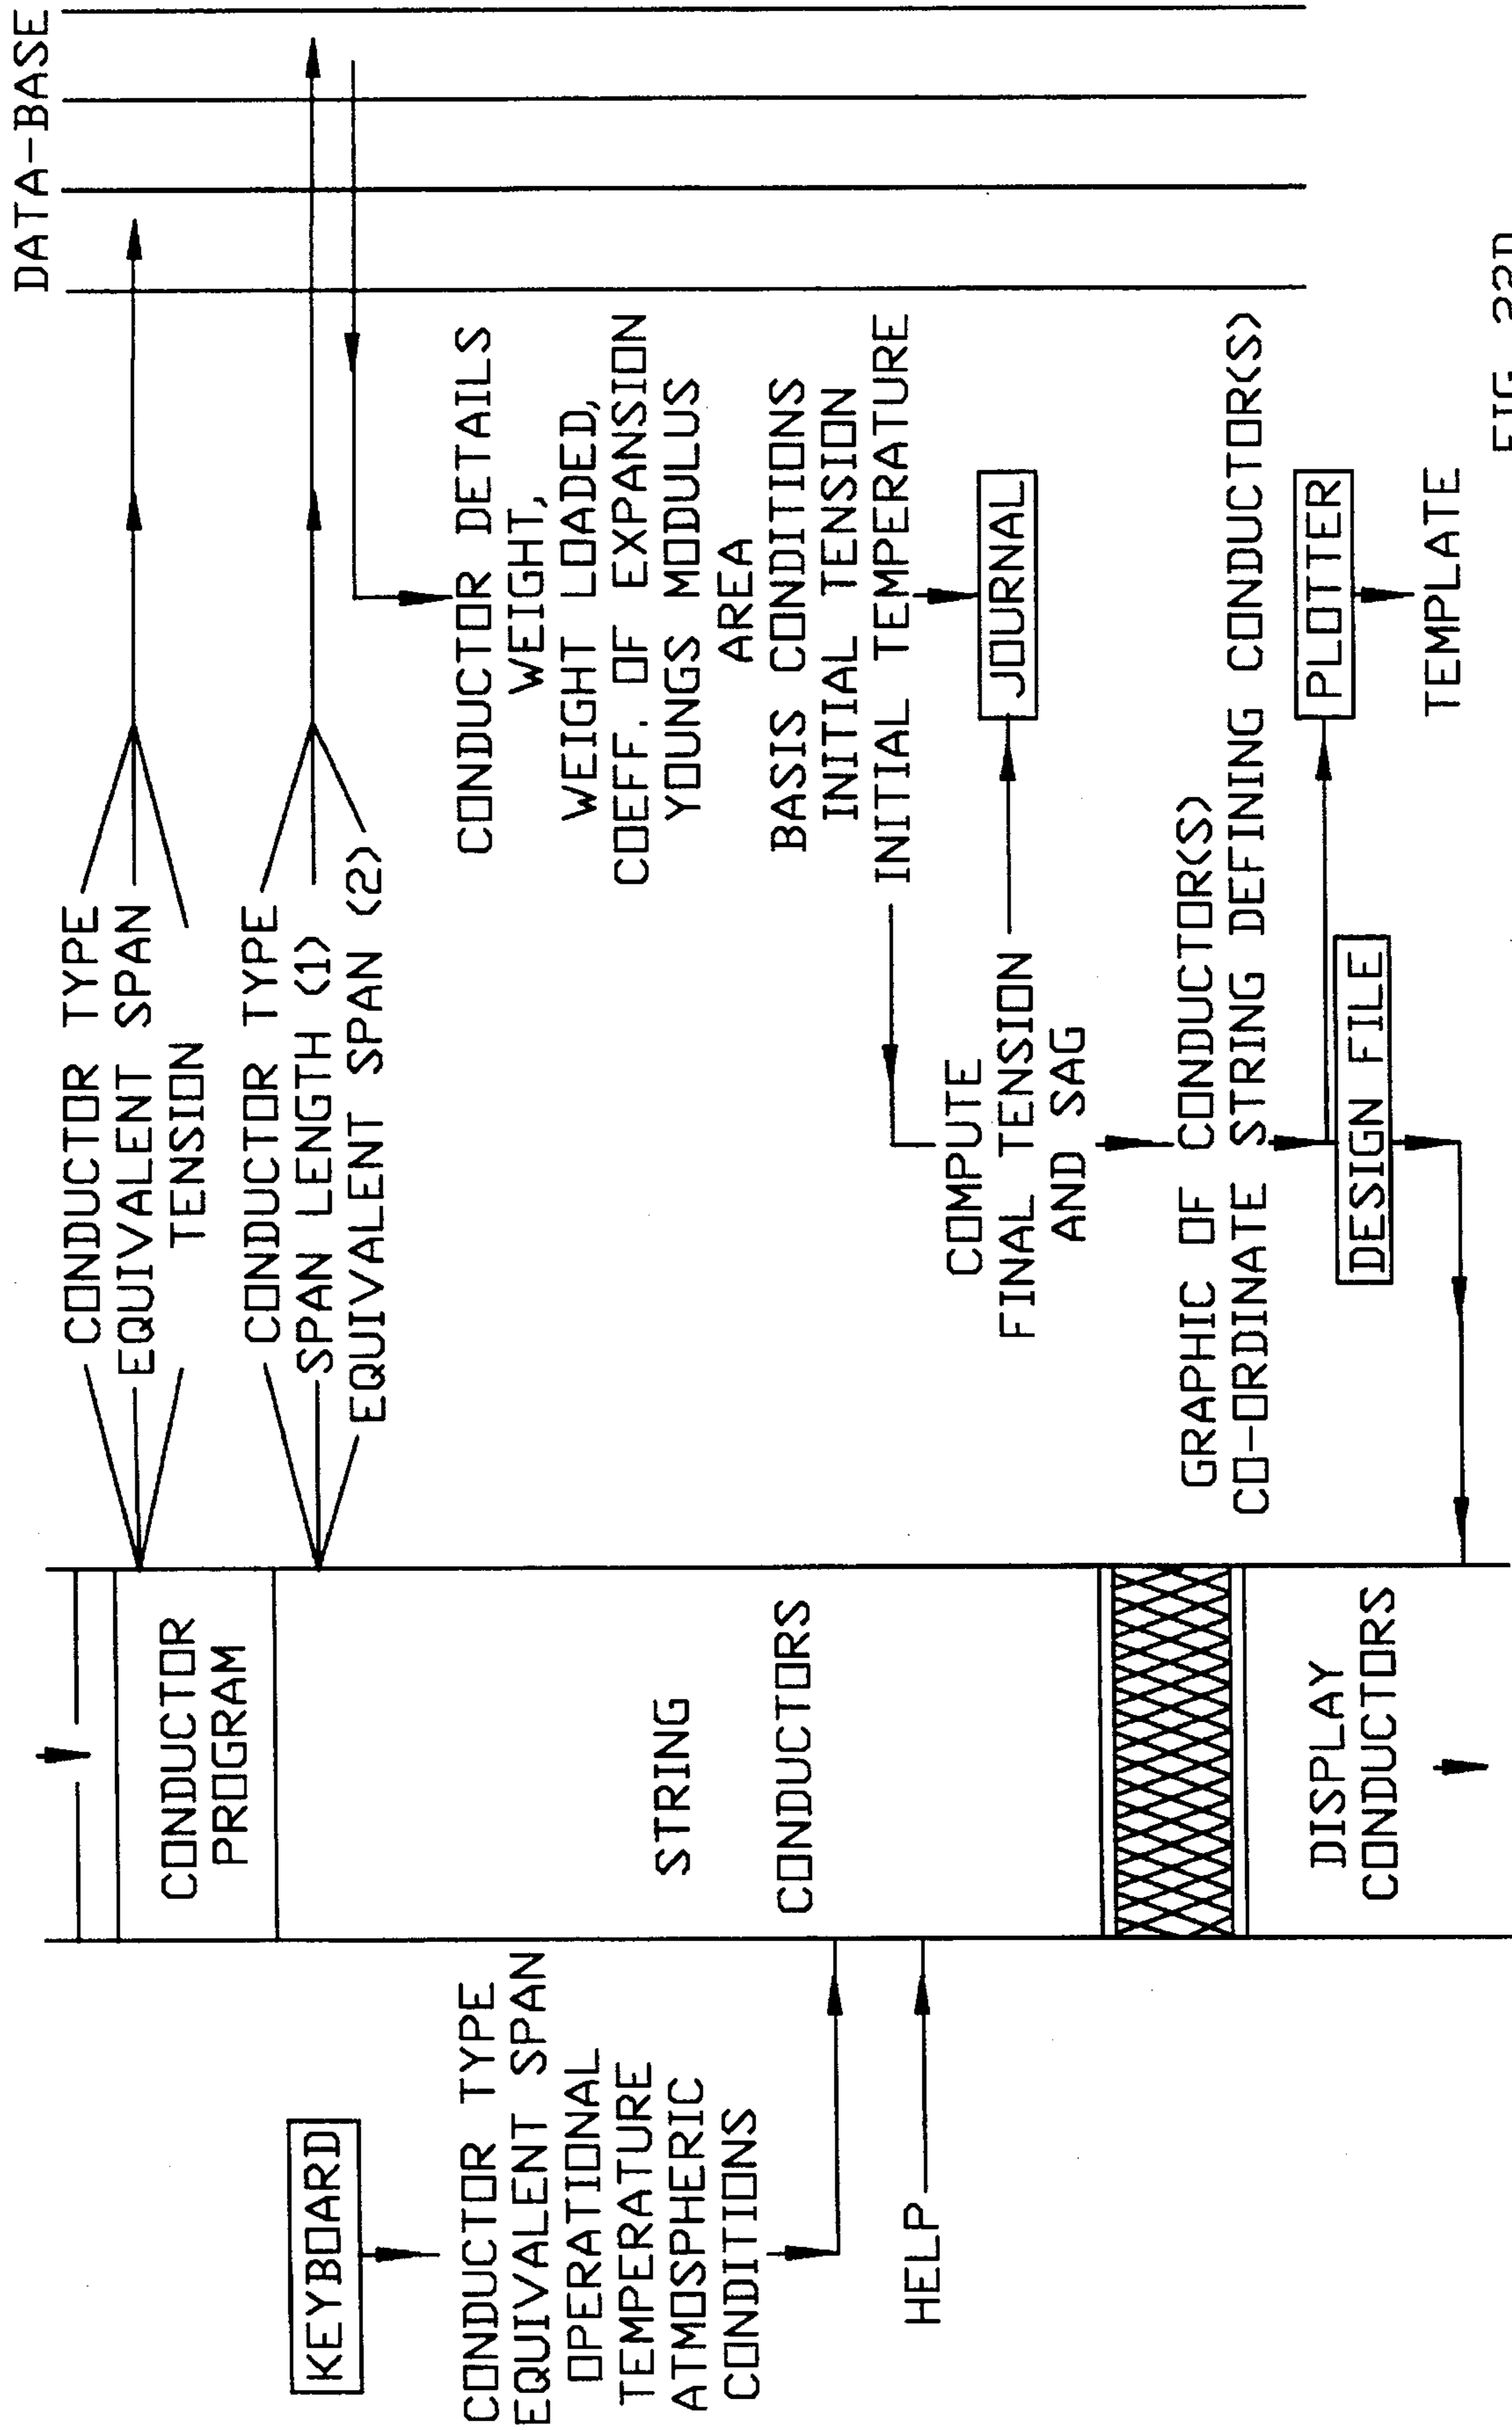 DATA-BASE
KEYBOARD
CONDUCTOR TYPE
EQUIVALENT SPAN
OPERATIONAL
TEMPERATURE
ATMOSPHERIC
CONDITIONS
HELP
CONDUCTOR
PROGRAM
STRING
CONDUCTORS
DISPLAY
CONDUCTORS
CONDUCTOR TYPE
EQUIVALENT SPAN
TENSION
CONDUCTOR TYPE
SPAN LENGTH (1)
EQUIVALENT SPAN (2)
CONDUCTOR DETAILS
WEIGHT,
WEIGHT LOADED,
COEFF. OF EXPANSION
YOUNGS MODULUS
AREA
BASIS CONDITIONS
INITIAL TENSION
INITIAL TEMPERATURE
COMPUTE
FINAL TENSION
AND SAG
JOURNAL
GRAPHIC OF CONDUCTOR(S)
CO-ORDINATE STRING DEFINING CONDUCTOR(S)
DESIGN FILE
PLOTTER
TEMPLATE
FIG 22D